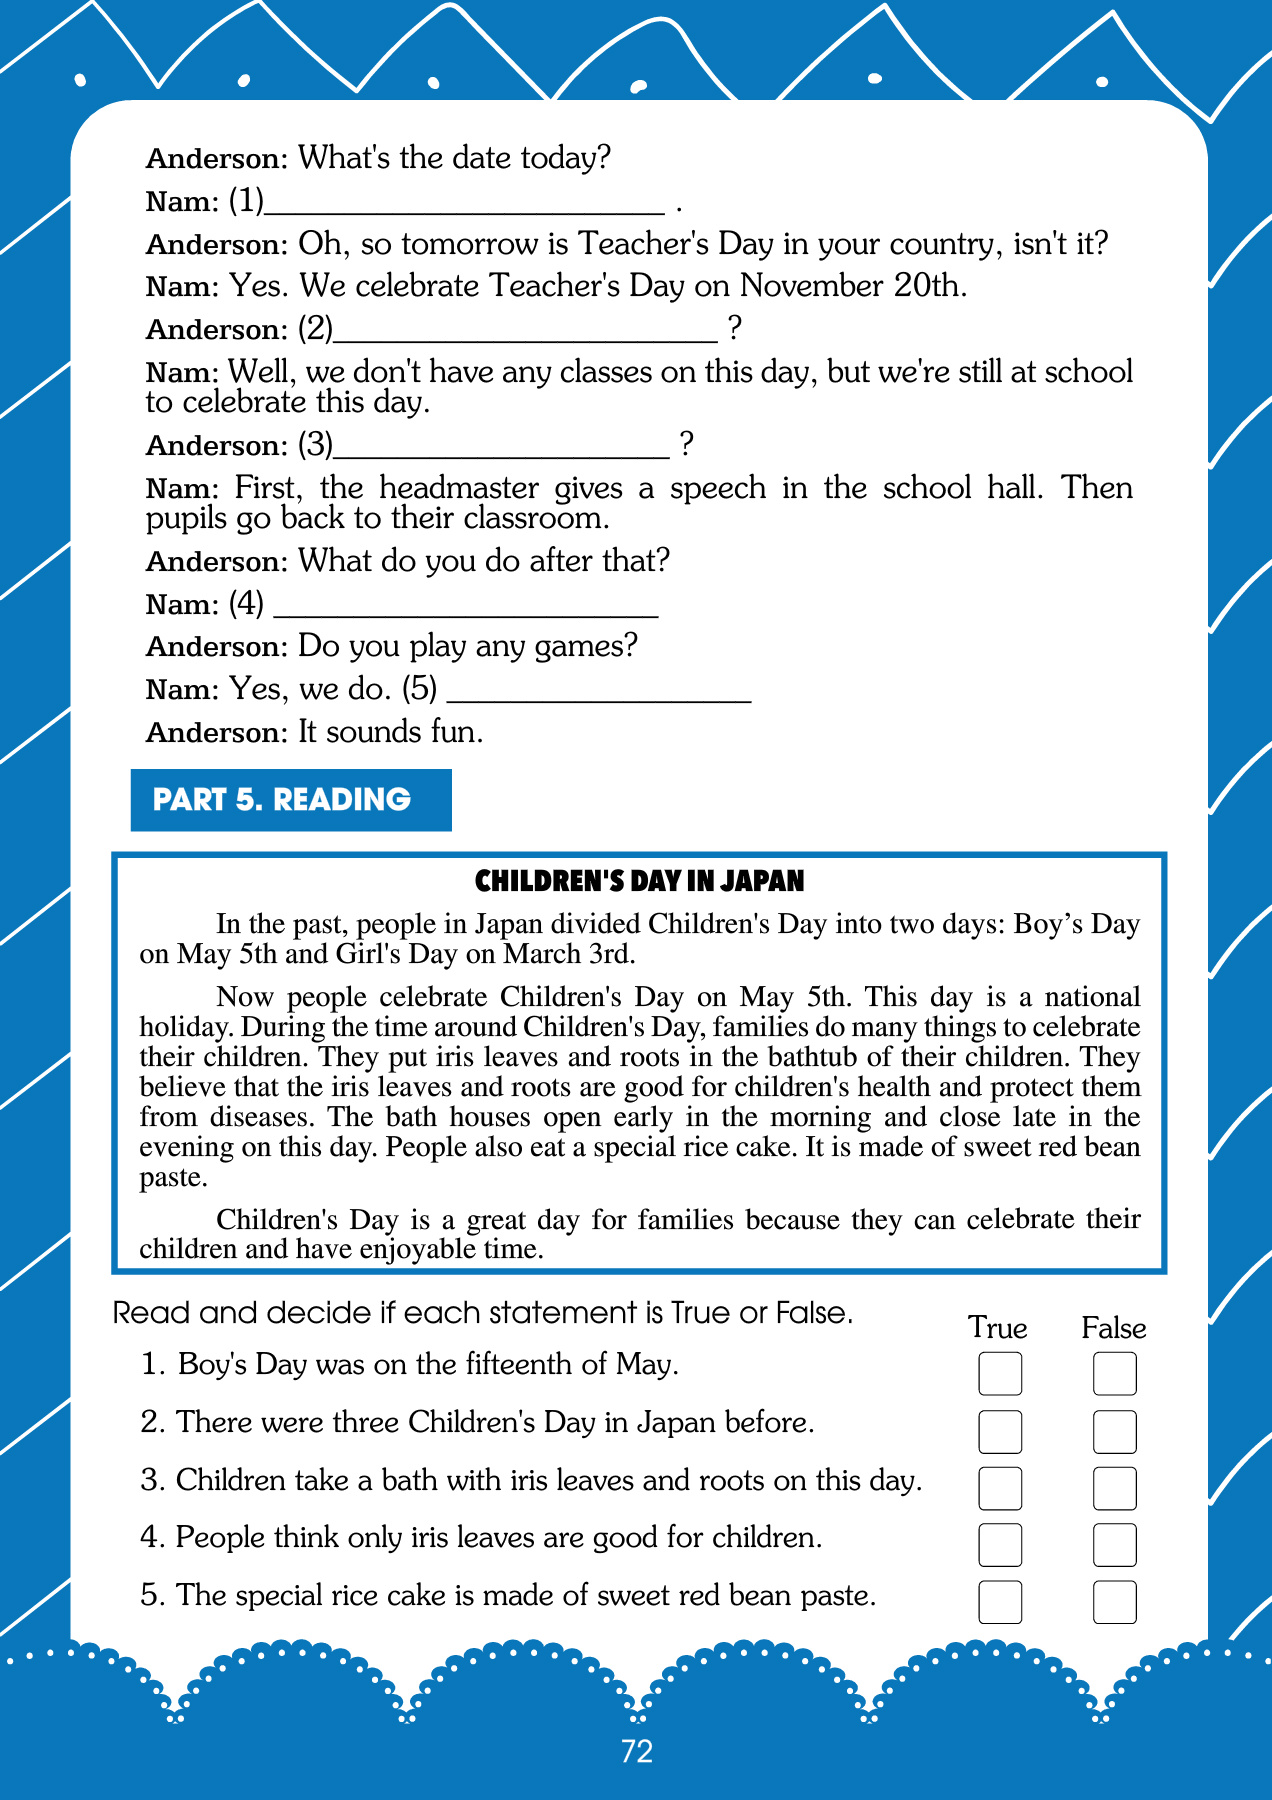 Anderson: What's the date today?
Nam: (1)_________________________ .
Anderson: Oh, so tomorrow is Teacher's Day in your country, isn't it?
Nam: Yes. We celebrate Teacher's Day on November 20th.
Anderson: (2)________________________ ?
Nam: Well, we don't have any classes on this day, but we're still at school
to celebrate this day.
Anderson: (3)_____________________ ?
Nam: First, the headmaster gives a speech in the school hall. Then
pupils go back to their classroom.
Anderson: What do you do after that?
Nam: (4) ________________________
Anderson: Do you play any games?
Nam: Yes, we do. (5) ___________________
Anderson: It sounds fun.
PART 5. READING
CHILDREN'S DAY IN JAPAN
In the past, people in Japan divided Children's Day into two days: Boy’s Day
on May 5th and Girl's Day on March 3rd.
Now people celebrate Children's Day on May 5th. This day is a national
holiday. During the time around Children's Day, families do many things to celebrate
their children. They put iris leaves and roots in the bathtub of their children. They
believe that the iris leaves and roots are good for children's health and protect them
from diseases. The bath houses open early in the morning and close late in the
evening on this day. People also eat a special rice cake. It is made of sweet red bean
paste.
Children's Day is a great day for families because they can celebrate their
children and have enjoyable time.
Read and decide if each statement is True or False.
True False
1. Boy's Day was on the fifteenth of May.
2. There were three Children's Day in Japan before.
3. Children take a bath with iris leaves and roots on this day.
4. People think only iris leaves are good for children.
5. The special rice cake is made of sweet red bean paste.
72